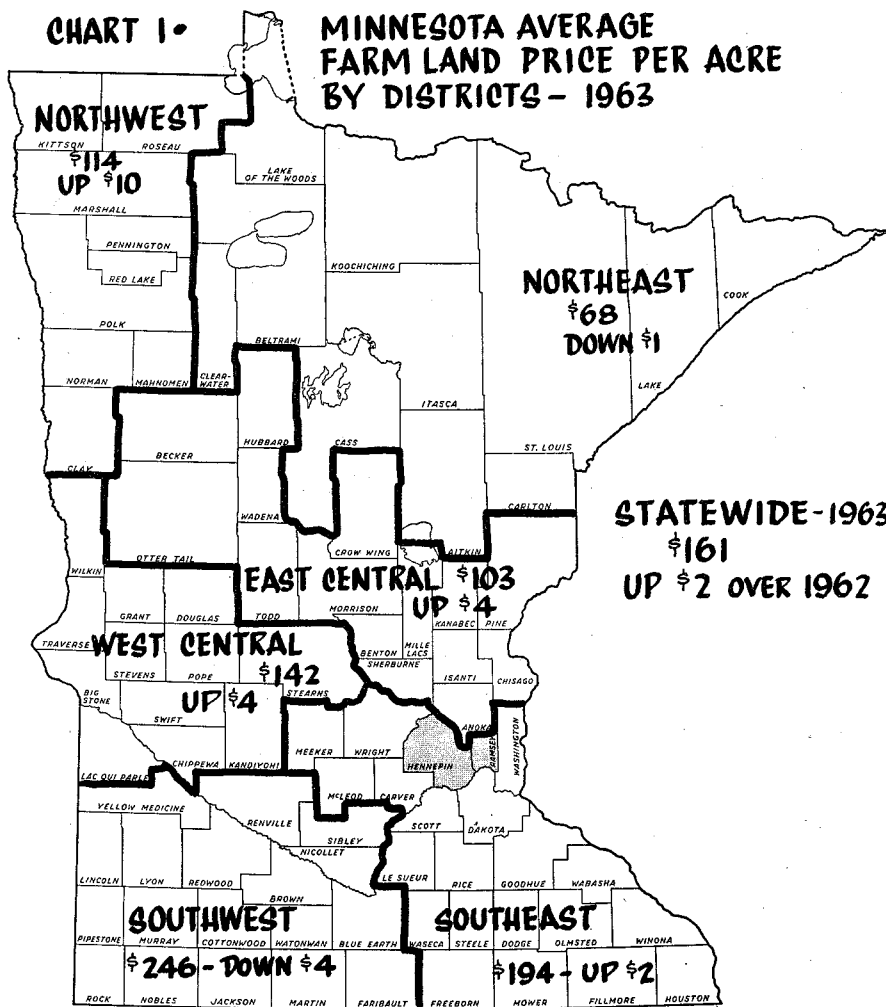 CHART 1•
MINNESOTA AVERAGE
FARM LAND PRICE PER ACRE
BY DISTRICTS - 1963
NORTHWEST
KITTSON
ROSEAU
$114
UP $10
LAKE
OF THE WOODS
MARSHALL
PENNINGTON
RED LAKE
KOOCHICHING
NORTHEAST
$68
DOWN $1
COOK
LAKE
POLK
BELTRAMI
NORMAN
MAHNOMEN
CLEAR-
WATER
ITASCA
HUBBARD
CASS
ST. LOUIS
CLAY
BECKER
WADENA
CARLTON
STATEWIDE-1963
$161
UP $2 OVER 1962
WILKIN
OTTER TAIL
CROW WING
AITKIN
EAST CENTRAL $103
UP $4
GRANT
DOUGLAS
TODD
MORRISON
KANABEC
PINE
TRAVERSE
WEST CENTRAL
$142
UP $4
BENTON
MILLE
LACS
SHERBURNE
STEVENS
POPE
STEARNS
ISANTI
CHISAGO
BIG
STONE
SWIFT
ANOKA
RAMSEY
WASHINGTON
MEEKER
WRIGHT
HENNEPIN
LAC QUI PARLE
CHIPPEWA
KANDIYOHI
McLEOD
CARVER
YELLOW MEDICINE
RENVILLE
SCOTT
DAKOTA
SIBLEY
NICOLLET
LINCOLN
LYON
REDWOOD
LE SUEUR
RICE
GOODHUE
WABASHA
BROWN
SOUTHWEST
SOUTHEAST
PIPESTONE
MURRAY
COTTONWOOD
WATONWAN
BLUE EARTH
WASECA
STEELE
DODGE
OLMSTED
WINONA
$246 - DOWN $4
$194 - UP $2
ROCK
NOBLES
JACKSON
MARTIN
FARIBAULT
FREEBORN
MOWER
FILLMORE
HOUSTON